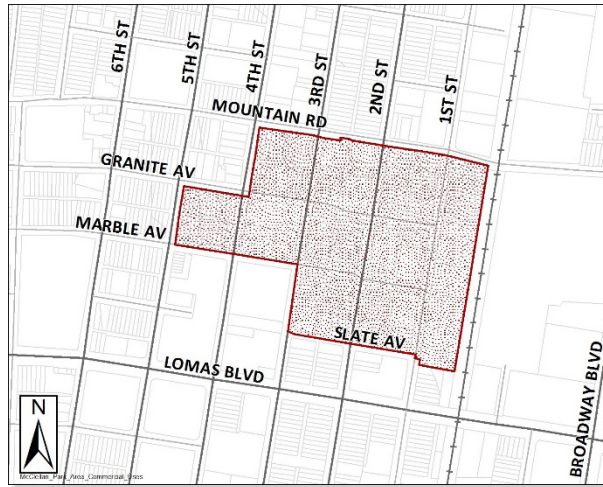 6TH ST
5TH ST
4TH ST
3RD ST
2ND ST
1ST ST
MOUNTAIN RD
GRANITE AV
MARBLE AV
SLATE AV
LOMAS BLVD
BROADWAY BLVD
N
McClellan_Park_Area_Commercial_Uses